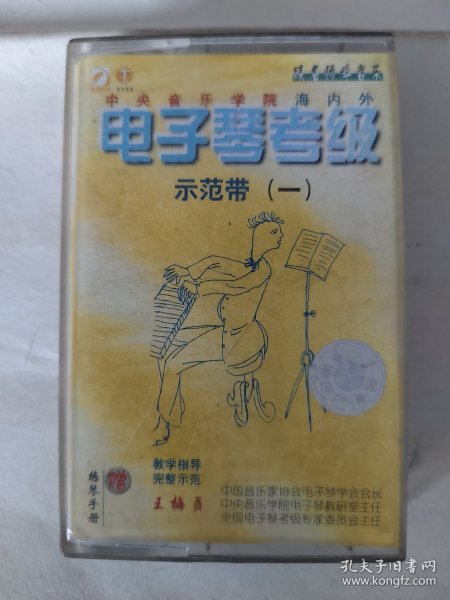 跟名师学音乐
中央音乐学院海内外
电子琴考级
示范带（一）
教学指导
完整示范
王梅贞
赠
练琴手册
中国音乐家协会电子琴学会会长
中央音乐学院电子琴教研室主任
全国电子琴考级专家委员会主任
孔夫子旧书网
www.kongfz.com